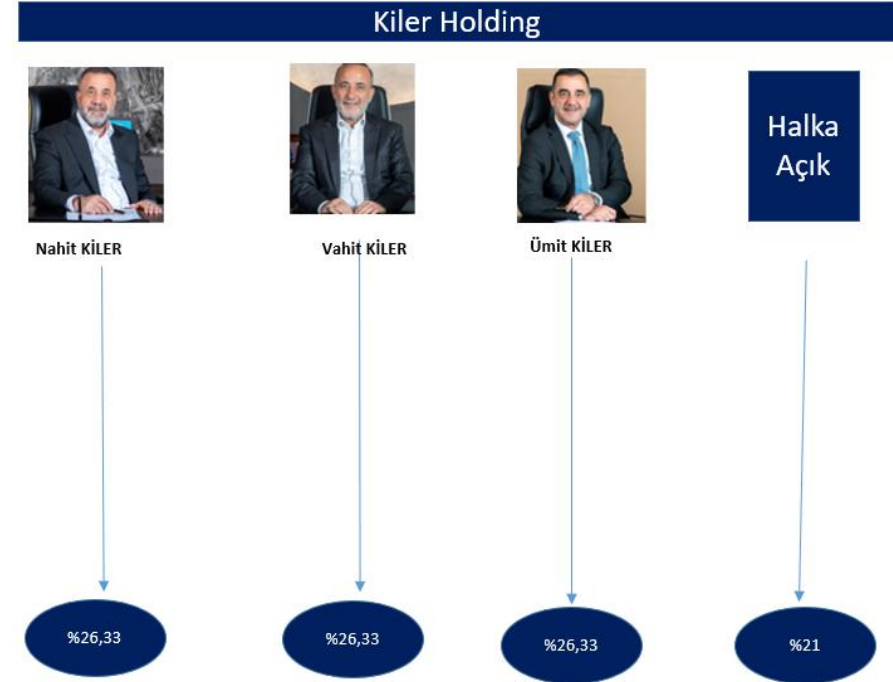 Kiler Holding
Halka
Açık
Nahit KİLER
Vahit KİLER
Ümit KİLER
%26,33
%26,33
%26,33
%21